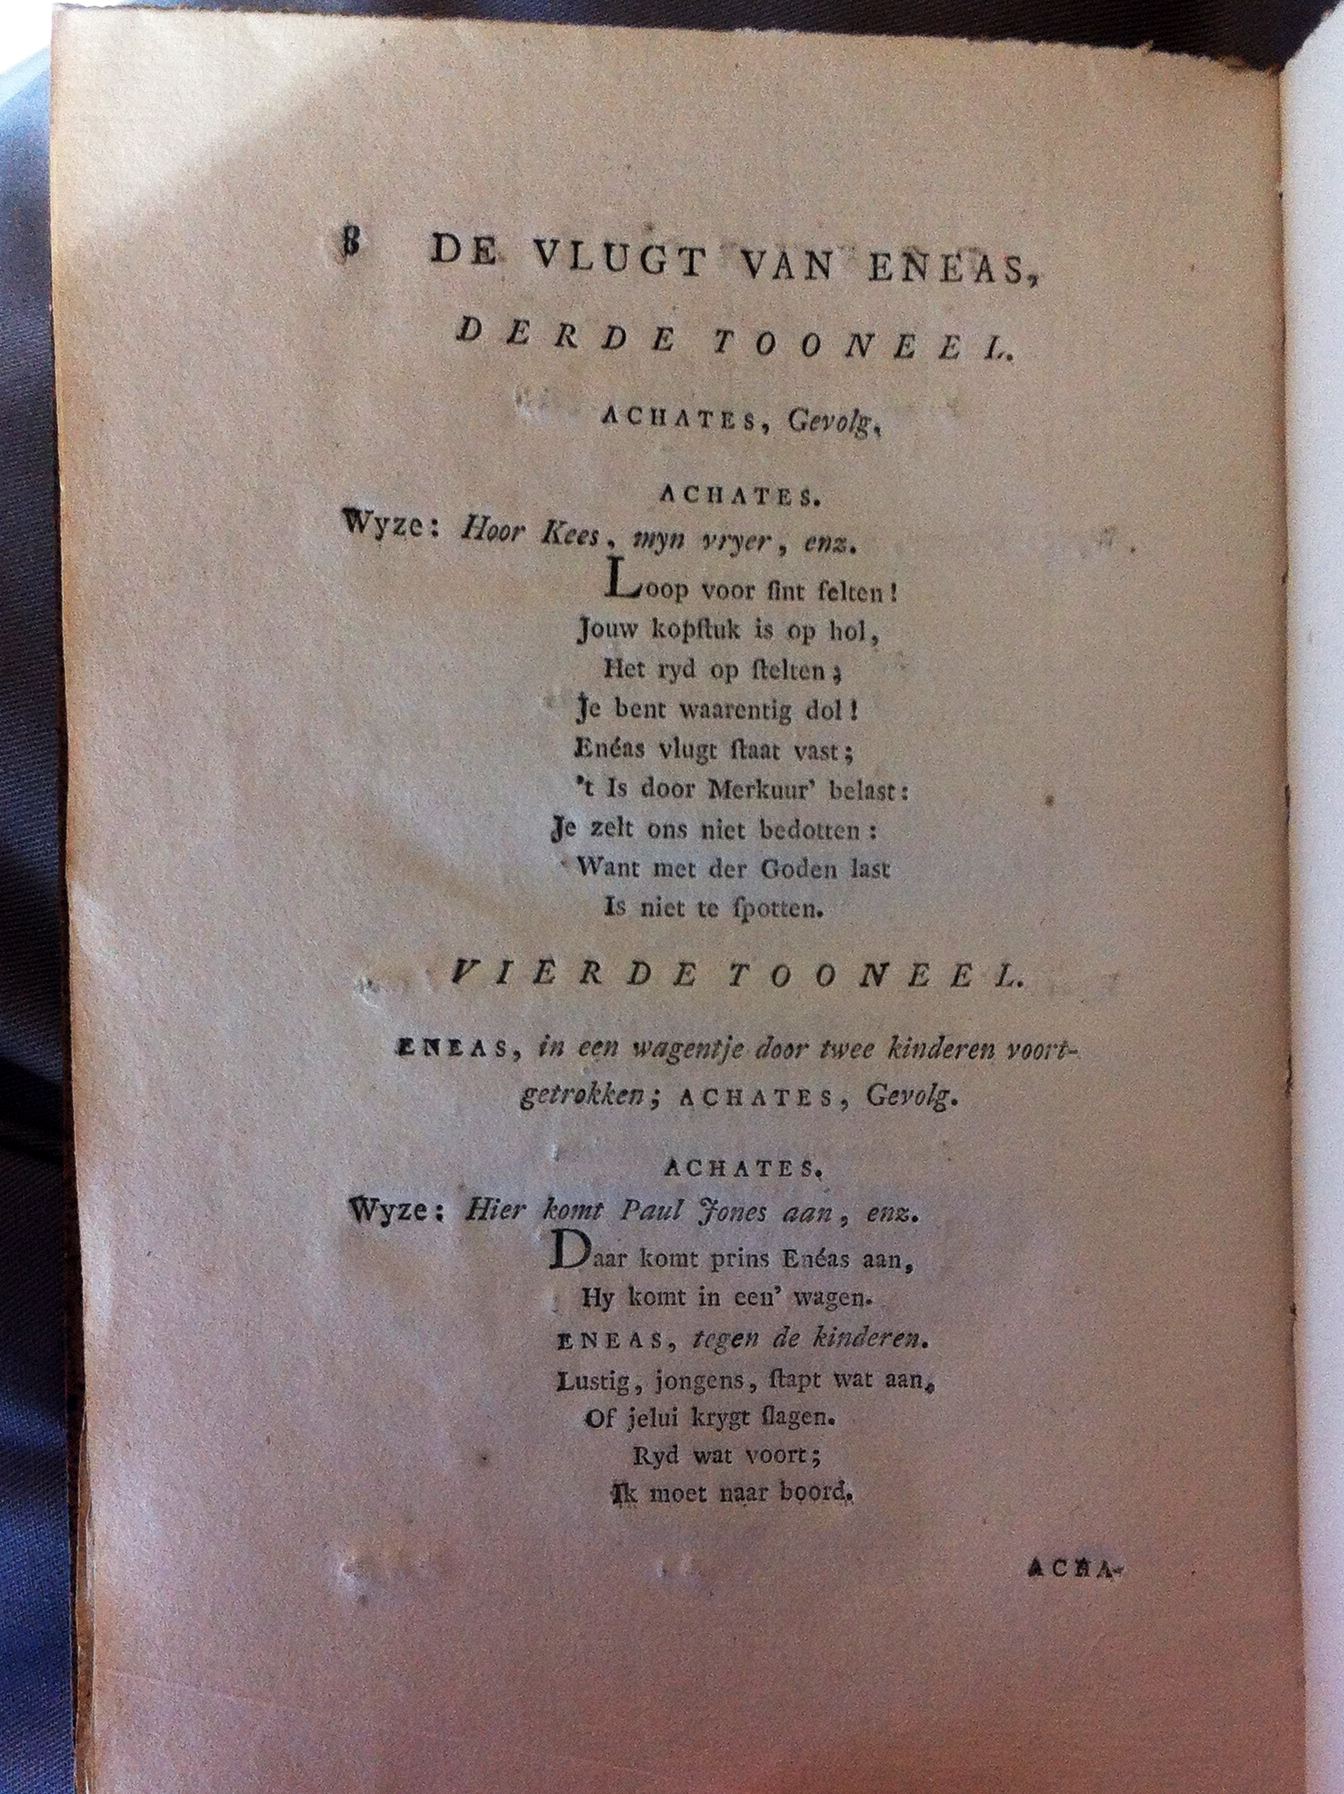 8 DE VLUGT VAN ENEAS,
DERDE TOONEEL.
ACHATES, Gevolg.
ACHATES.
Wyze: Hoor Kees, myn vryer, enz.
Loop voor ſint ſelten!
Jouw kopſtuk is op hol,
Het ryd op ſtelten;
Je bent waarentig dol!
Enéas vlugt ſtaat vast;
't Is door Merkuur' belast:
Je zelt ons niet bedotten:
Want met der Goden last
Is niet te ſpotten.
VIERDE TOONEEL.
ENEAS, in een wagentje door twee kinderen voort-
getrokken; ACHATES, Gevolg.
ACHATES.
Wyze: Hier komt Paul Jones aan, enz.
Daar komt prins Enéas aan,
Hy komt in een' wagen.
ENEAS, tegen de kinderen.
Lustig, jongens, ſtapt wat aan,
Of jelui krygt ſlagen.
Ryd wat voort;
Ik moet naar boord.
ACHA-